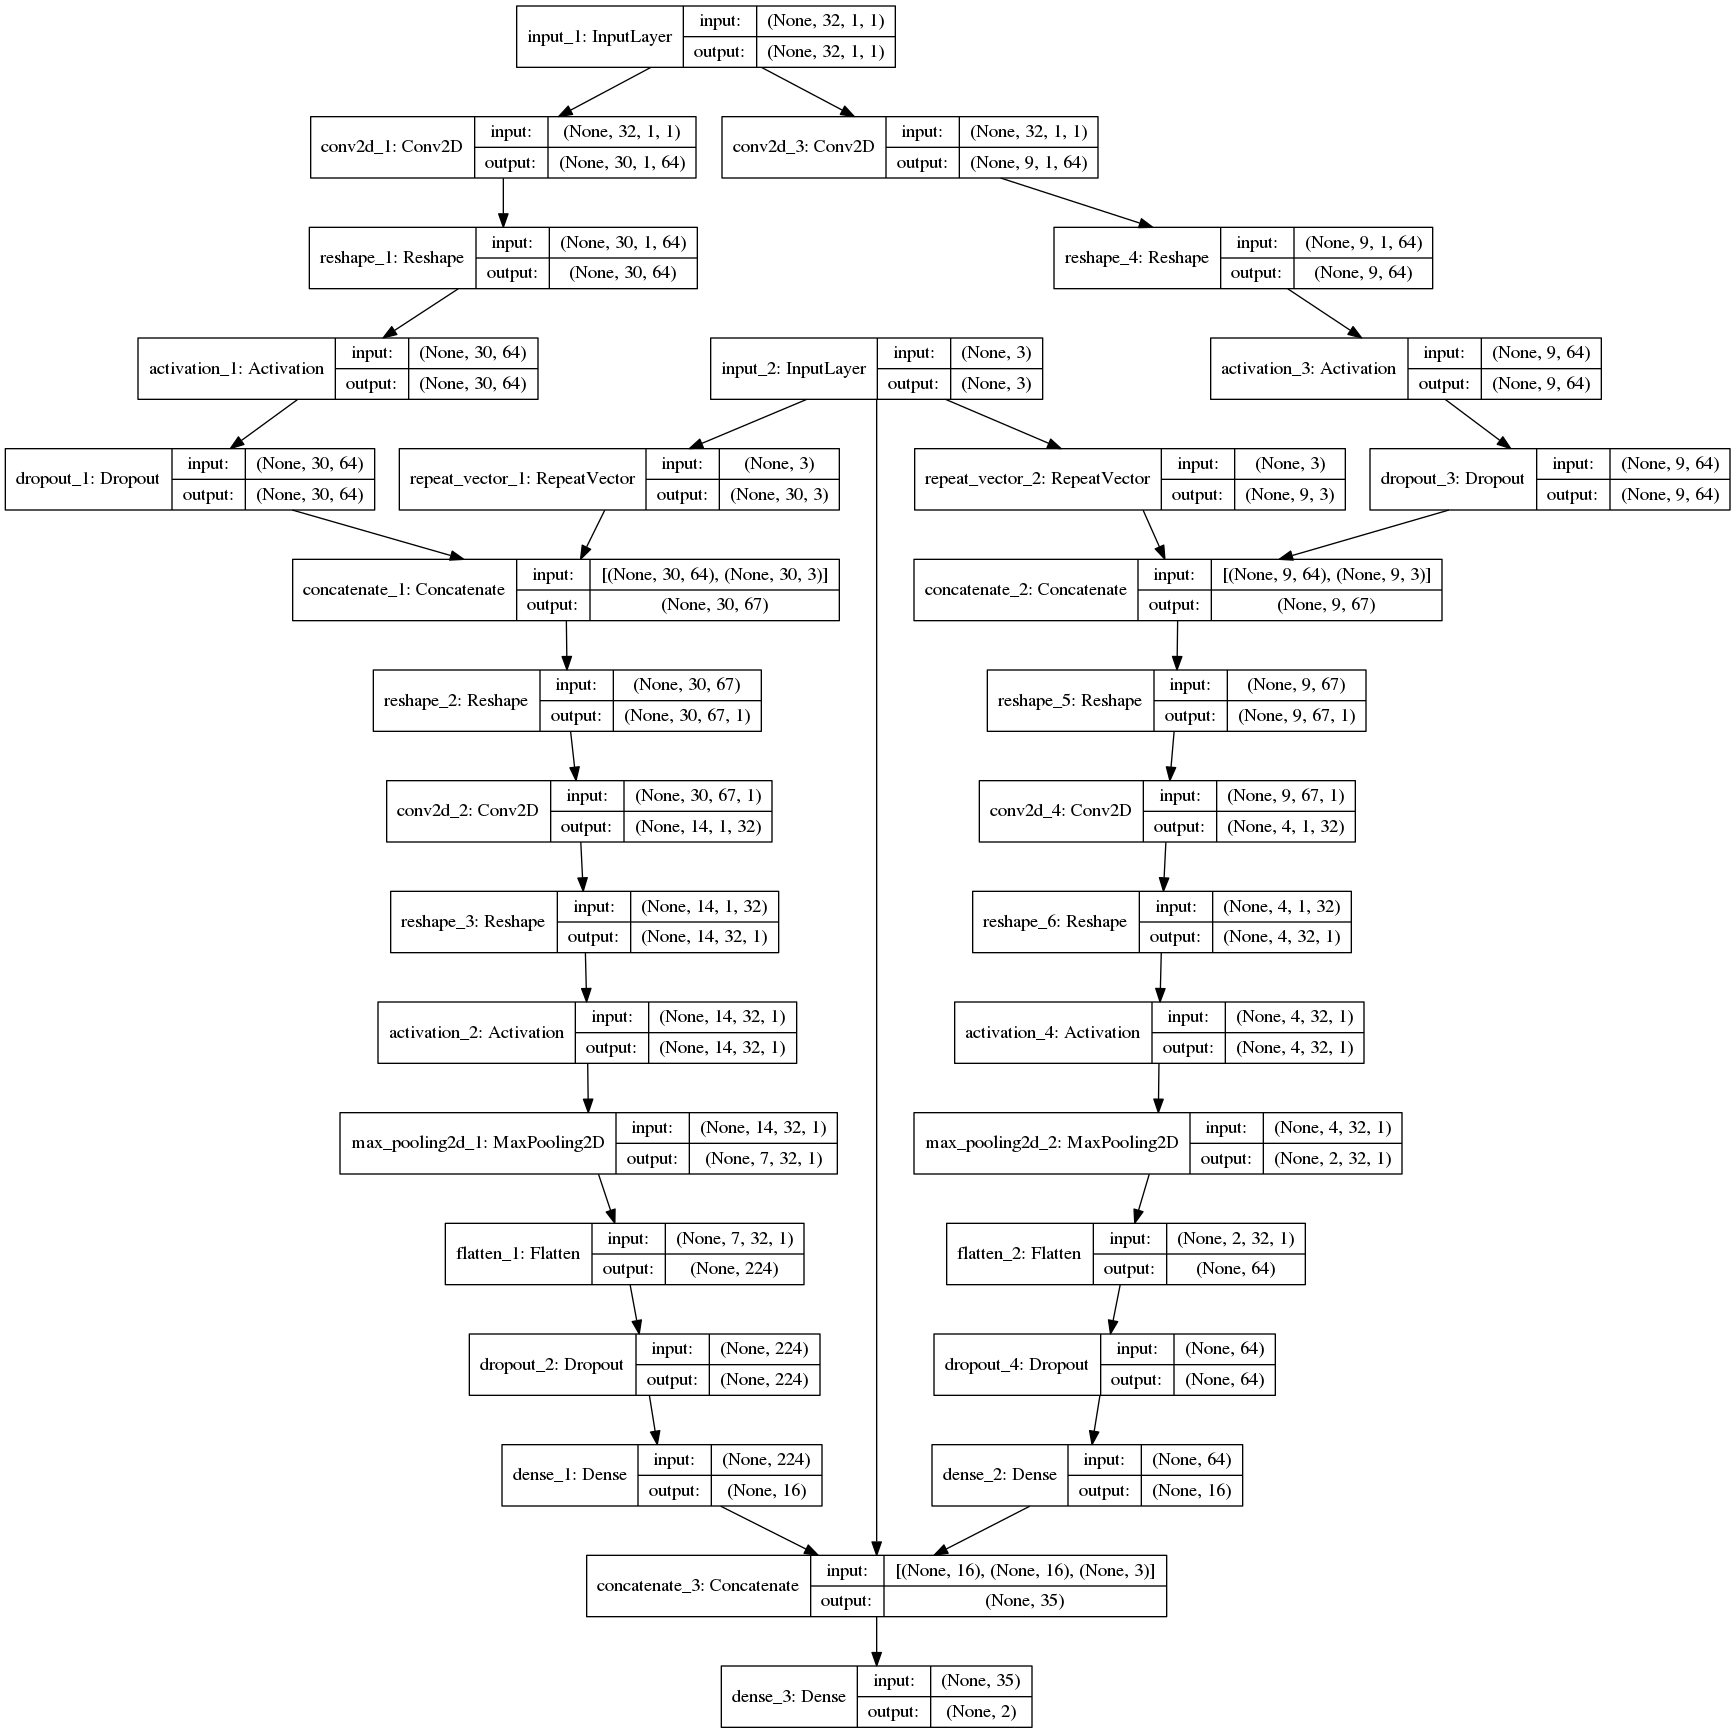 input_1: InputLayer
input: (None, 32, 1, 1)
output: (None, 32, 1, 1)
conv2d_1: Conv2D
input: (None, 32, 1, 1)
output: (None, 30, 1, 64)
conv2d_3: Conv2D
input: (None, 32, 1, 1)
output: (None, 9, 1, 64)
reshape_1: Reshape
input: (None, 30, 1, 64)
output: (None, 30, 64)
reshape_4: Reshape
input: (None, 9, 1, 64)
output: (None, 9, 64)
activation_1: Activation
input: (None, 30, 64)
output: (None, 30, 64)
input_2: InputLayer
input: (None, 3)
output: (None, 3)
activation_3: Activation
input: (None, 9, 64)
output: (None, 9, 64)
dropout_1: Dropout
input: (None, 30, 64)
output: (None, 30, 64)
repeat_vector_1: RepeatVector
input: (None, 3)
output: (None, 30, 3)
repeat_vector_2: RepeatVector
input: (None, 3)
output: (None, 9, 3)
dropout_3: Dropout
input: (None, 9, 64)
output: (None, 9, 64)
concatenate_1: Concatenate
input: [(None, 30, 64), (None, 30, 3)]
output: (None, 30, 67)
concatenate_2: Concatenate
input: [(None, 9, 64), (None, 9, 3)]
output: (None, 9, 67)
reshape_2: Reshape
input: (None, 30, 67)
output: (None, 30, 67, 1)
reshape_5: Reshape
input: (None, 9, 67)
output: (None, 9, 67, 1)
conv2d_2: Conv2D
input: (None, 30, 67, 1)
output: (None, 14, 1, 32)
conv2d_4: Conv2D
input: (None, 9, 67, 1)
output: (None, 4, 1, 32)
reshape_3: Reshape
input: (None, 14, 1, 32)
output: (None, 14, 32, 1)
reshape_6: Reshape
input: (None, 4, 1, 32)
output: (None, 4, 32, 1)
activation_2: Activation
input: (None, 14, 32, 1)
output: (None, 14, 32, 1)
activation_4: Activation
input: (None, 4, 32, 1)
output: (None, 4, 32, 1)
max_pooling2d_1: MaxPooling2D
input: (None, 14, 32, 1)
output: (None, 7, 32, 1)
max_pooling2d_2: MaxPooling2D
input: (None, 4, 32, 1)
output: (None, 2, 32, 1)
flatten_1: Flatten
input: (None, 7, 32, 1)
output: (None, 224)
flatten_2: Flatten
input: (None, 2, 32, 1)
output: (None, 64)
dropout_2: Dropout
input: (None, 224)
output: (None, 224)
dropout_4: Dropout
input: (None, 64)
output: (None, 64)
dense_1: Dense
input: (None, 224)
output: (None, 16)
dense_2: Dense
input: (None, 64)
output: (None, 16)
concatenate_3: Concatenate
input: [(None, 16), (None, 16), (None, 3)]
output: (None, 35)
dense_3: Dense
input: (None, 35)
output: (None, 2)